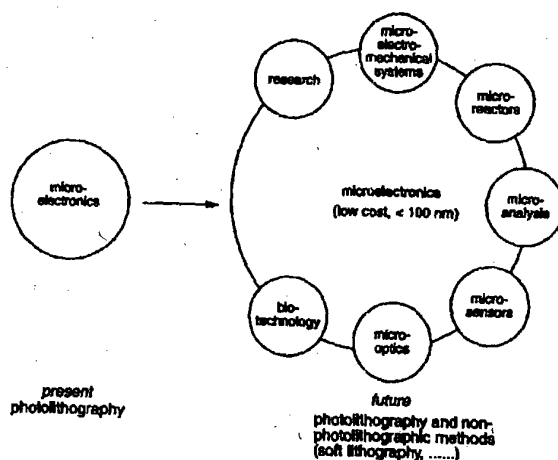 micro-
electro-
mechanical
systems
research
micro-
reactors
micro-
electronics
microelectronics
(low cost, < 100 nm)
micro-
analysis
bio-
technology
micro-
optics
micro-
sensors
present
photolithography
future
photolithography and non-
photolithographic methods
(soft lithography, ......)